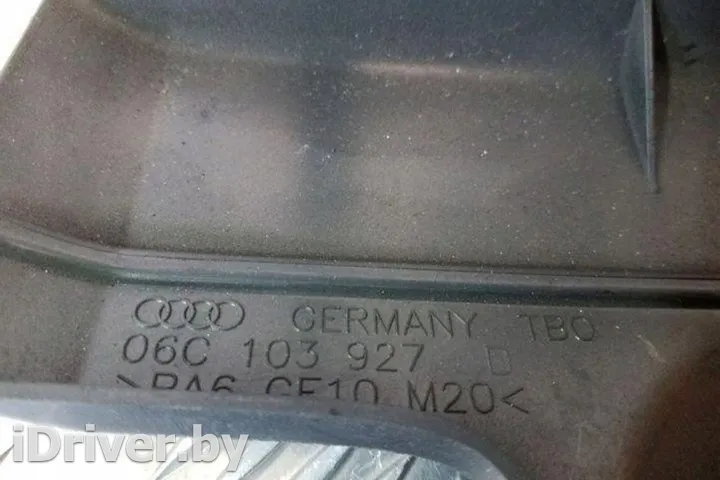 GERMANY TBO
06C 103 927 D
>PA6 GF10 M20<
iDriver.by